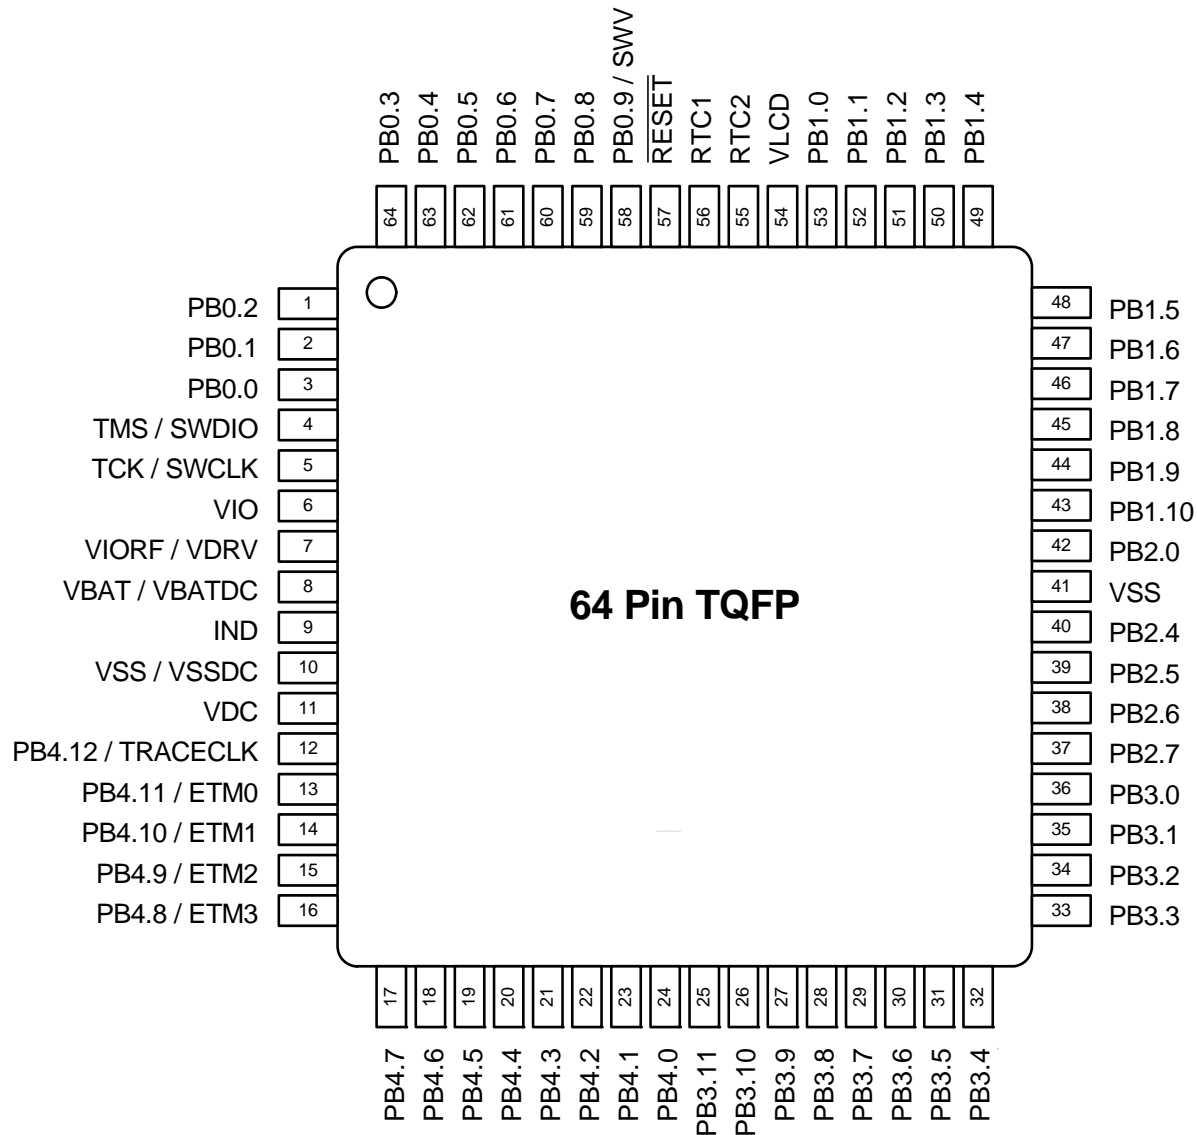 PB0.3
PB0.4
PB0.5
PB0.6
PB0.7
PB0.8
PB0.9 / SWV
RESET
RTC1
RTC2
VLCD
PB1.0
PB1.1
PB1.2
PB1.3
PB1.4
64
63
62
61
60
59
58
57
56
55
54
53
52
51
50
49
PB0.2 1
PB0.1 2
PB0.0 3
TMS / SWDIO 4
TCK / SWCLK 5
VIO 6
VIORF / VDRV 7
VBAT / VBATDC 8
IND 9
VSS / VSSDC 10
VDC 11
PB4.12 / TRACECLK 12
PB4.11 / ETM0 13
PB4.10 / ETM1 14
PB4.9 / ETM2 15
PB4.8 / ETM3 16
64 Pin TQFP
48 PB1.5
47 PB1.6
46 PB1.7
45 PB1.8
44 PB1.9
43 PB1.10
42 PB2.0
41 VSS
40 PB2.4
39 PB2.5
38 PB2.6
37 PB2.7
36 PB3.0
35 PB3.1
34 PB3.2
33 PB3.3
17
18
19
20
21
22
23
24
25
26
27
28
29
30
31
32
PB4.7
PB4.6
PB4.5
PB4.4
PB4.3
PB4.2
PB4.1
PB4.0
PB3.11
PB3.10
PB3.9
PB3.8
PB3.7
PB3.6
PB3.5
PB3.4